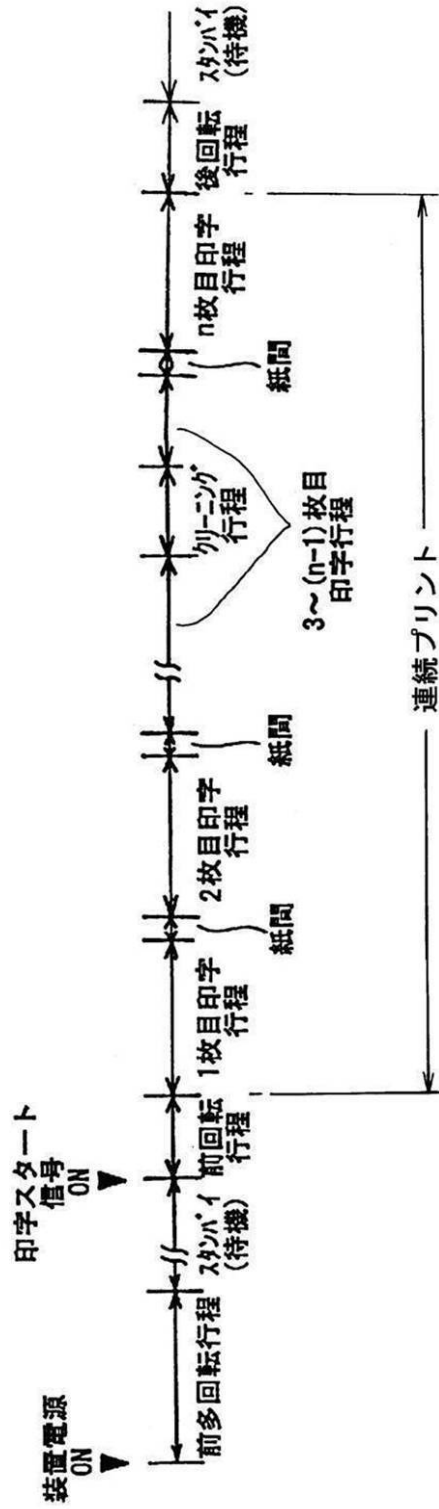 装置電源
ON
印字スタート
信号
ON
前多回転行程
スタンバイ
(待機)
前回転
行程
1枚目印字
行程
紙間
2枚目印字
行程
紙間
クリーニング
行程
3～(n-1)枚目
印字行程
紙間
n枚目印字
行程
後回転
行程
スタンバイ
(待機)
連続プリント